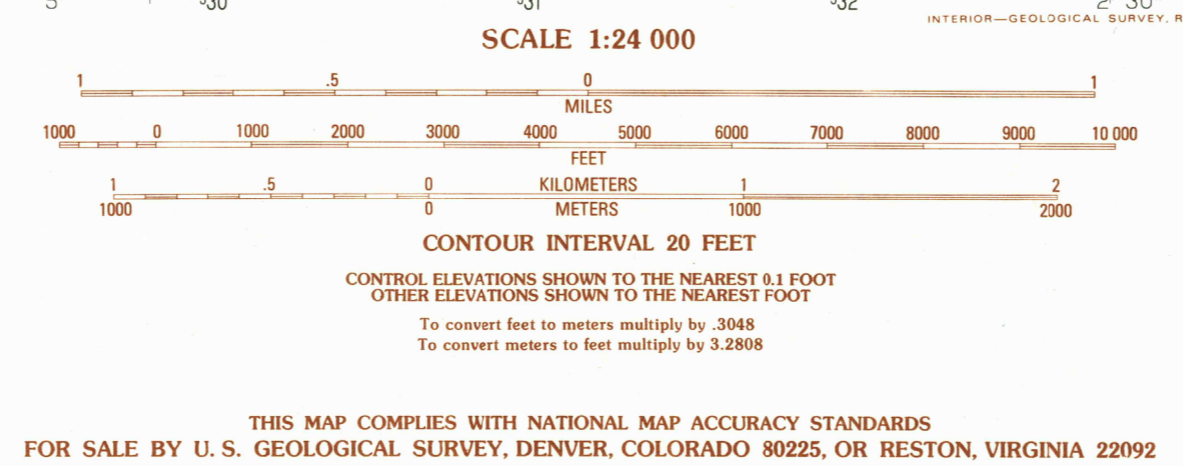 SCALE 1:24 000
INTERIOR—GEOLOGICAL SURVEY, R
1 .5 0 1
MILES
1000 0 1000 2000 3000 4000 5000 6000 7000 8000 9000 10 000
FEET
1 .5 0 KILOMETERS 1 2
1000 0 METERS 1000 2000
CONTOUR INTERVAL 20 FEET
CONTROL ELEVATIONS SHOWN TO THE NEAREST 0.1 FOOT
OTHER ELEVATIONS SHOWN TO THE NEAREST FOOT
To convert feet to meters multiply by .3048
To convert meters to feet multiply by 3.2808
THIS MAP COMPLIES WITH NATIONAL MAP ACCURACY STANDARDS
FOR SALE BY U. S. GEOLOGICAL SURVEY, DENVER, COLORADO 80225, OR RESTON, VIRGINIA 22092